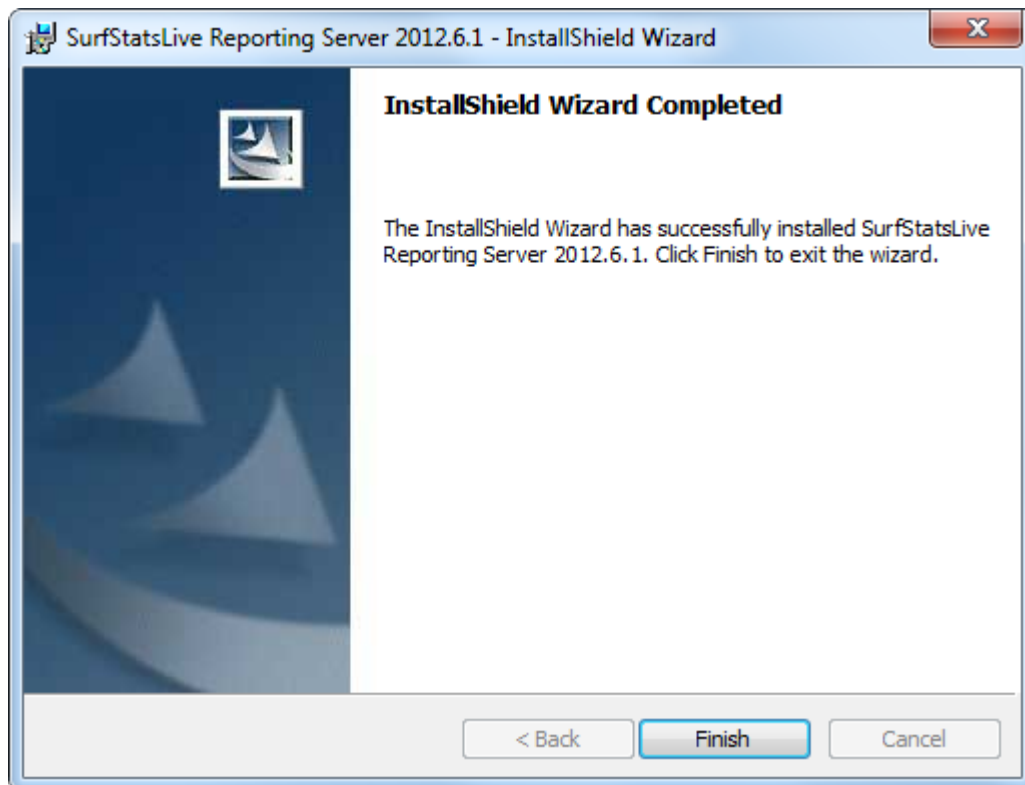 SurfStatsLive Reporting Server 2012.6.1 - InstallShield Wizard
InstallShield Wizard Completed
The InstallShield Wizard has successfully installed SurfStatsLive
Reporting Server 2012.6.1. Click Finish to exit the wizard.
< Back Finish Cancel